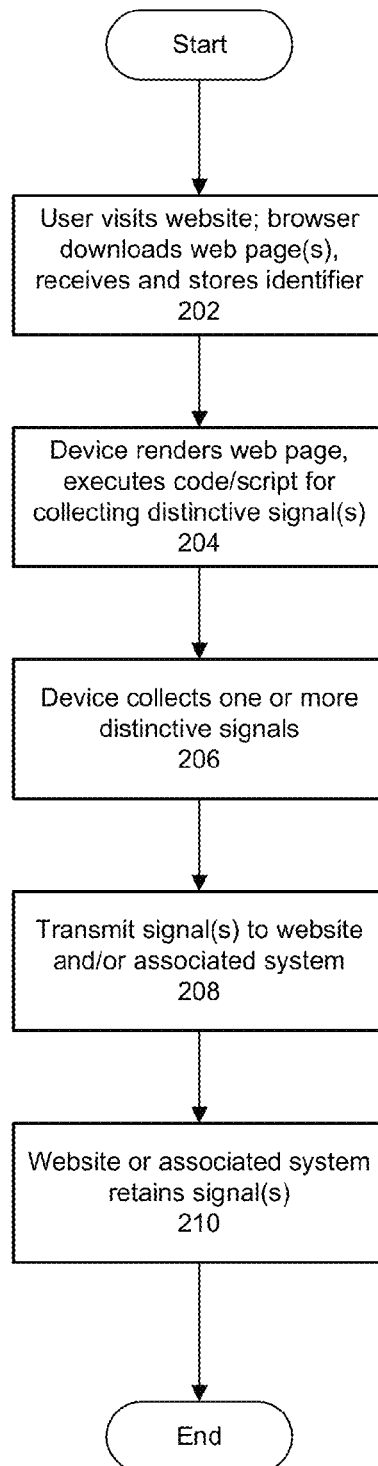 Start
User visits website; browser
downloads web page(s),
receives and stores identifier
202
Device renders web page,
executes code/script for
collecting distinctive signal(s)
204
Device collects one or more
distinctive signals
206
Transmit signal(s) to website
and/or associated system
208
Website or associated system
retains signal(s)
210
End